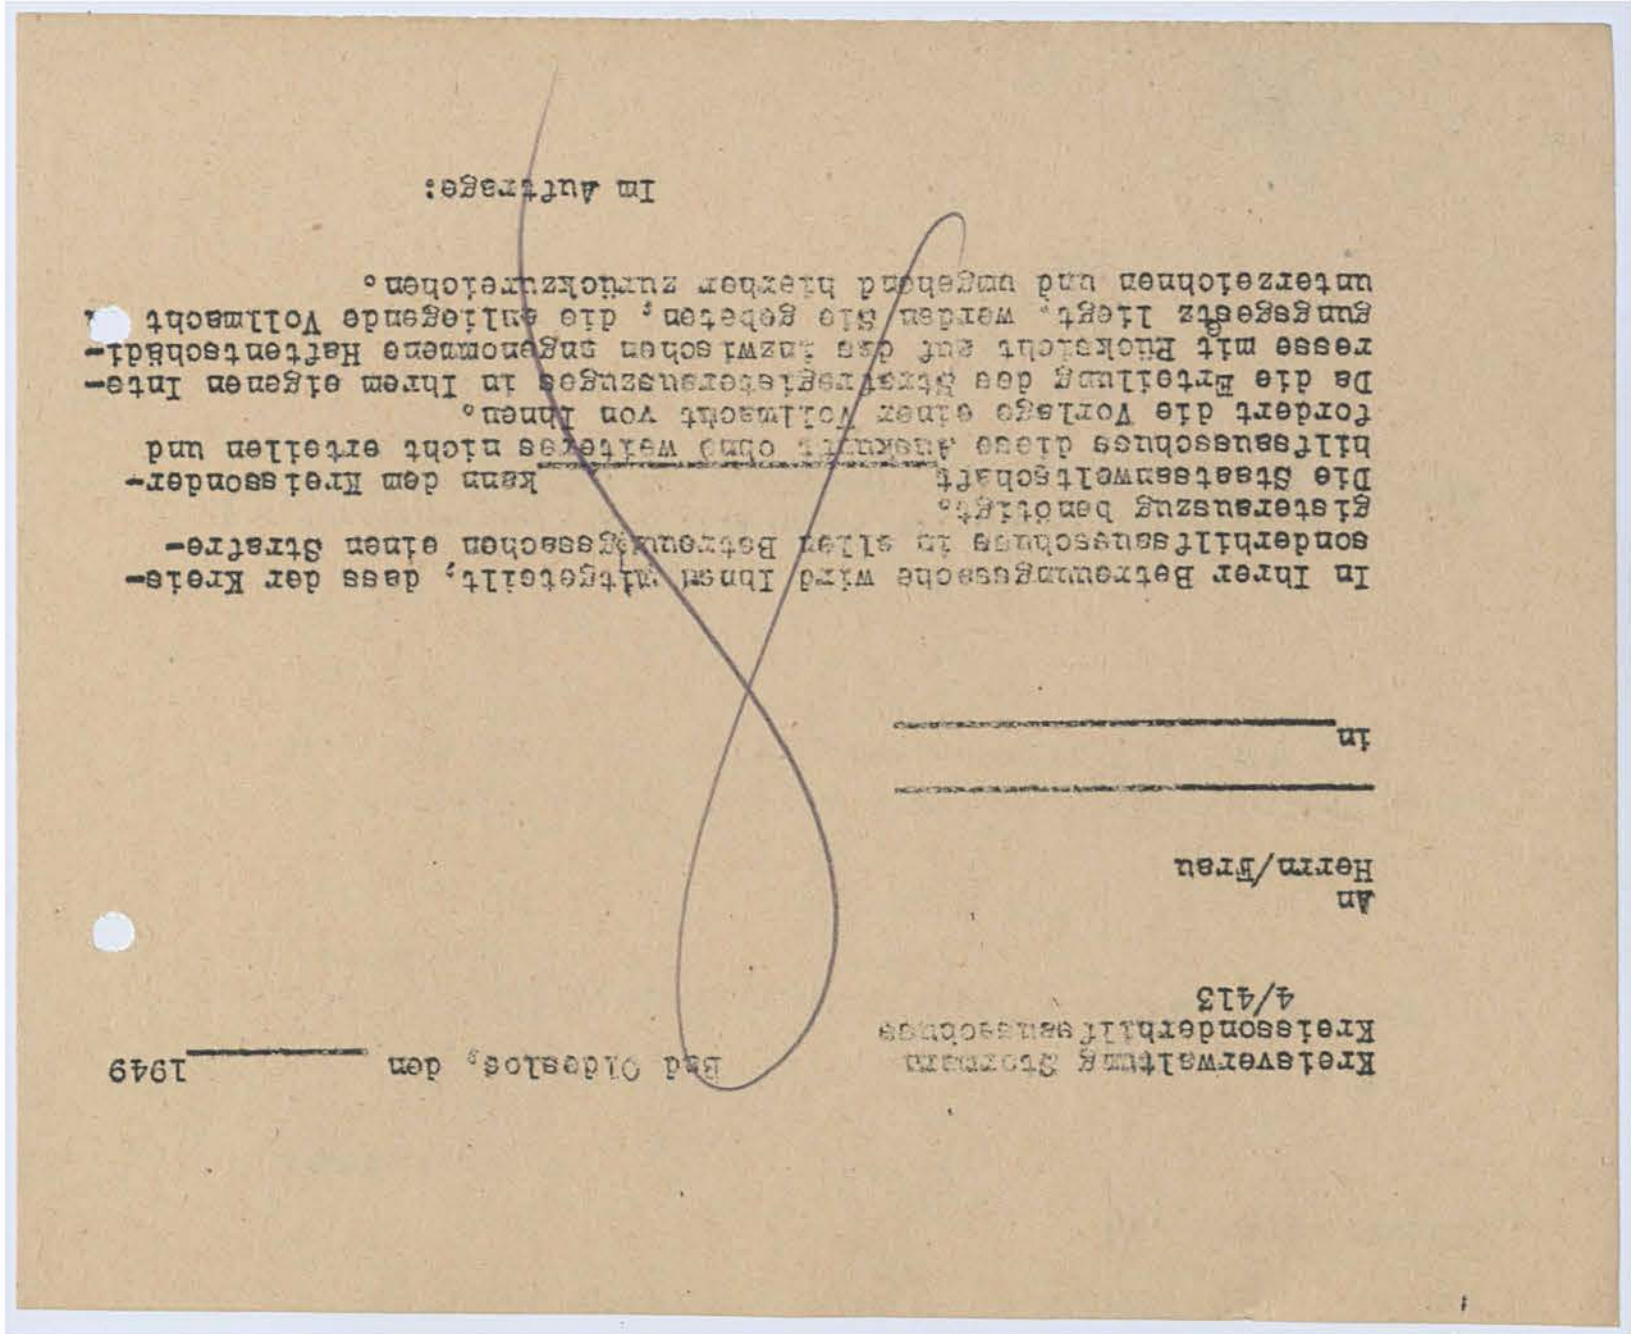 Kreisverwaltung Stormarn
Kreissonderhilfsausschuss
4/413
Bad Oldesloe, den ________ 1949
An
Herrn/Frau
in
In Ihrer Betreuungssache wird Ihnen mitgeteilt, dass der Kreis-
sonderhilfsausschuss in allen Betreuungssachen einen Strafre-
gisterauszug benötigt.
Die Staatsanwaltschaft ________ kann dem Kreissonder-
hilfsausschuss diese Auskunft ohne weiteres nicht erteilen und
fordert die Vorlage einer Vollmacht von Ihnen.
Da die Erteilung des Strafregisterauszuges in Ihrem eigenen Inte-
resse mit Rücksicht auf das inzwischen angenommene Haftentschädi-
gungsgesetz liegt, werden Sie gebeten, die anliegende Vollmacht
unterzeichnen und umgehend hierher zurückzureichen.
Im Auftrage: